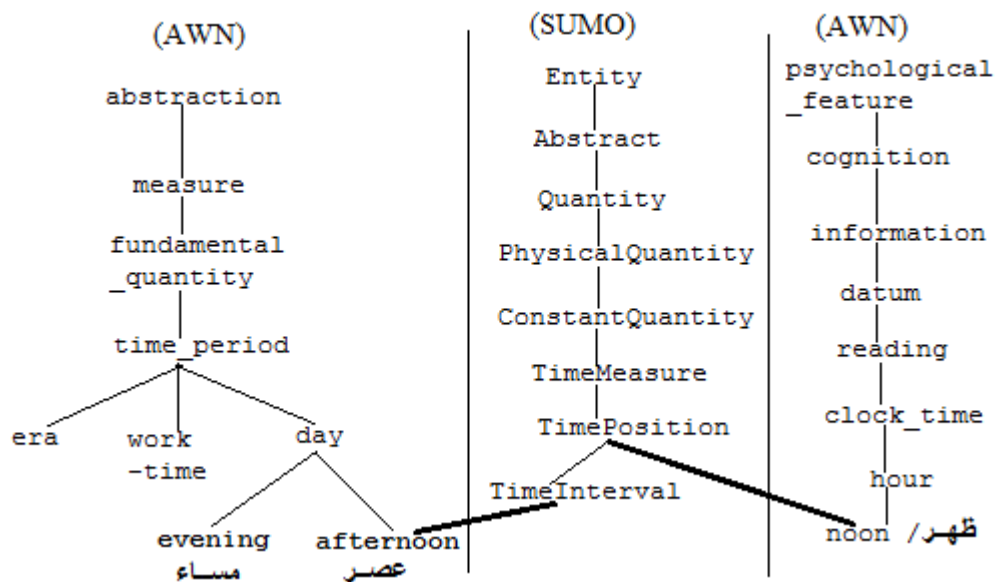 (AWN)
abstraction
measure
fundamental
_quantity
time_period
era
work
-time
day
evening
مساء
afternoon
عصر
(SUMO)
Entity
Abstract
Quantity
PhysicalQuantity
ConstantQuantity
TimeMeasure
TimePosition
TimeInterval
(AWN)
psychological
_feature
cognition
information
datum
reading
clock_time
hour
noon /ظهر